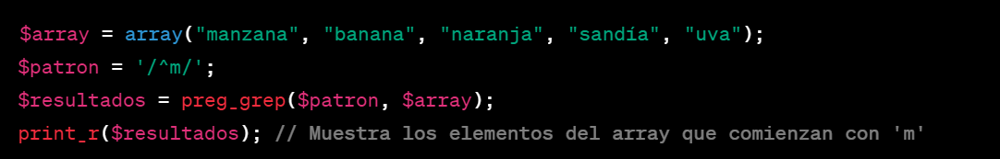 $array = array("manzana", "banana", "naranja", "sandía", "uva");
$patron = '/^m/';
$resultados = preg_grep($patron, $array);
print_r($resultados); // Muestra los elementos del array que comienzan con 'm'